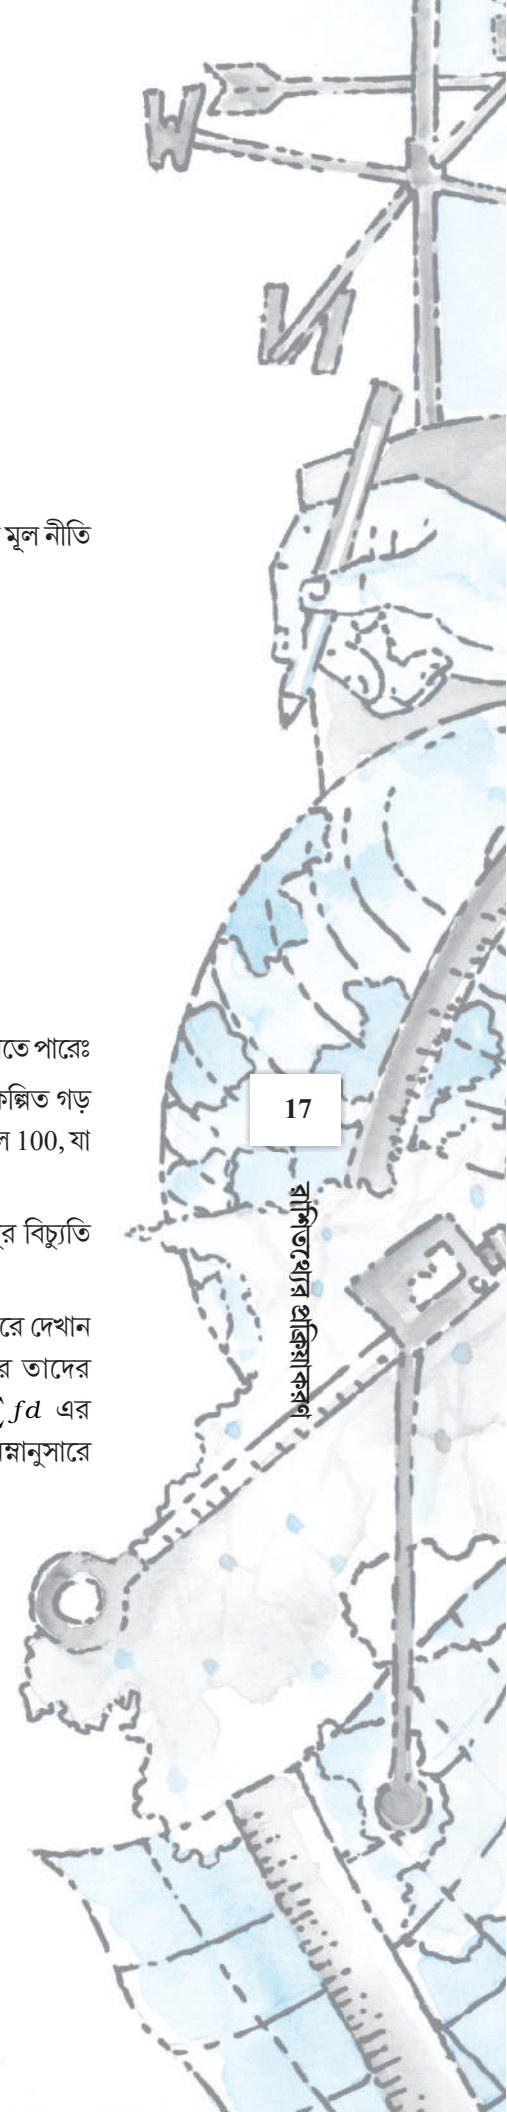 W
N
মূল নীতি
তে পারেঃ
কল্পিত গড়
ল 100, যা
17
র বিচ্যুতি
রে দেখান
র তাদের
∑fd এর
ম্নানুসারে
রাশিতথ্যের প্রক্রিয়াকরণ